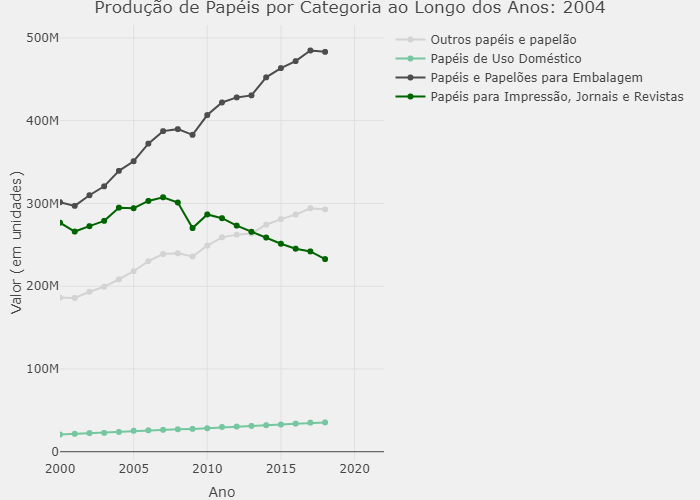 Produção de Papéis por Categoria ao Longo dos Anos: 2004
500M
400M
300M
200M
100M
0
2000
2005
2010
2015
2020
Ano
Valor (em unidades)
Outros papéis e papelão
Papéis de Uso Doméstico
Papéis e Papelões para Embalagem
Papéis para Impressão, Jornais e Revistas